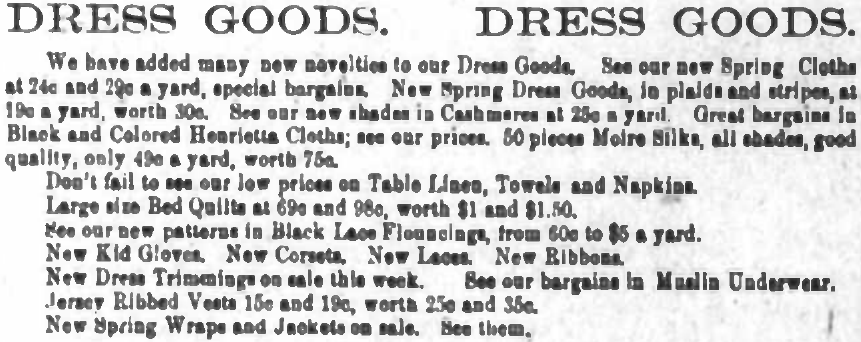 DRESS GOODS. DRESS GOODS.
We have added many new novelties to our Dress Goods. See our new Spring Cloths
at 24c and 29c a yard, special bargains. New Spring Dress Goods, in plaids and stripes, at
19c a yard, worth 30c. See our new shades in Cashmeres at 25c a yard. Great bargains in
Black and Colored Henrietta Cloths; see our prices. 50 pieces Moire Silks, all shades, good
quality, only 49c a yard, worth 75c.
Don't fail to see our low prices on Table Linen, Towels and Napkins.
Large size Bed Quilts at 69c and 98c, worth $1 and $1.50.
See our new patterns in Black Lace Flouncings, from 60c to $5 a yard.
New Kid Gloves. New Corsets. New Laces. New Ribbons.
New Dress Trimmings on sale this week. See our bargains in Muslin Underwear.
Jersey Ribbed Vests 15c and 19c, worth 25c and 35c.
New Spring Wraps and Jackets on sale. See them.